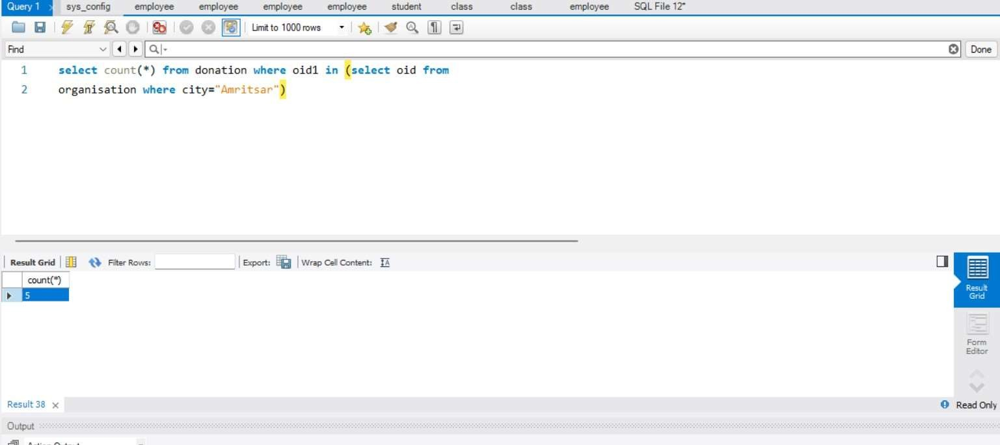 Query 1 sys_config employee employee employee employee student class class employee SQL File 12*
Limit to 1000 rows
Find Done
1 select count(*) from donation where oid1 in (select oid from
2 organisation where city="Amritsar")
Result Grid Filter Rows: Export: Wrap Cell Content:
count(*)
5
Result
Grid
Form
Editor
Result 38
Read Only
Output
Action Output